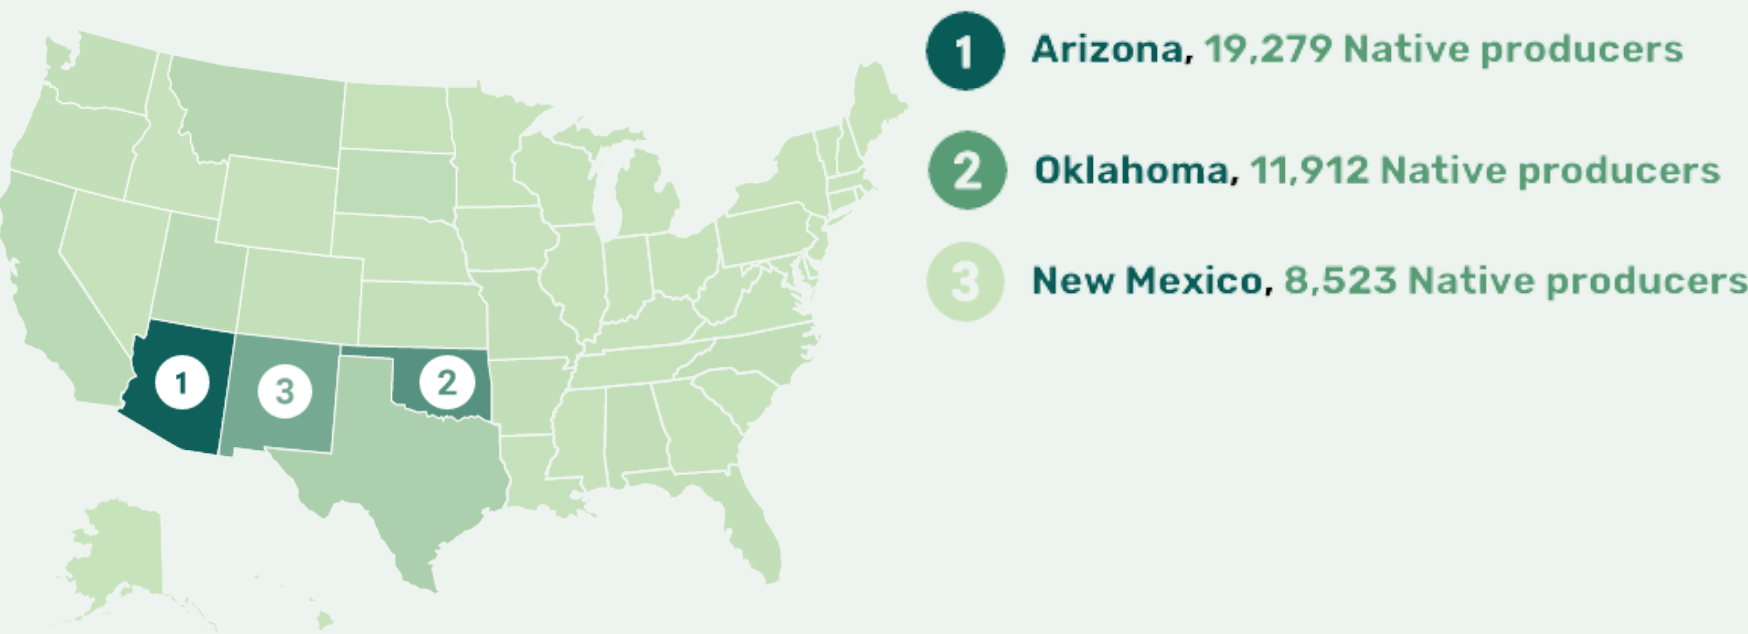 1 Arizona, 19,279 Native producers
2 Oklahoma, 11,912 Native producers
3 New Mexico, 8,523 Native producers
1
3
2